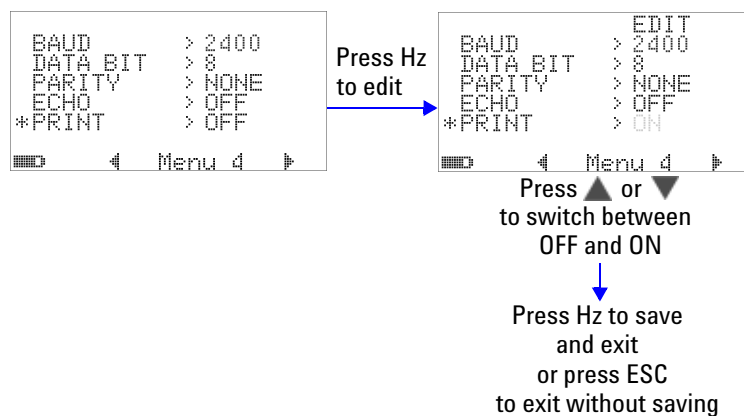 BAUD > 2400
DATA BIT > 8
PARITY > NONE
ECHO > OFF
*PRINT > OFF
Menu 4
Press Hz
to edit
EDIT
BAUD > 2400
DATA BIT > 8
PARITY > NONE
ECHO > OFF
*PRINT > ON
Menu 4
Press ▲ or ▼
to switch between
OFF and ON
Press Hz to save
and exit
or press ESC
to exit without saving